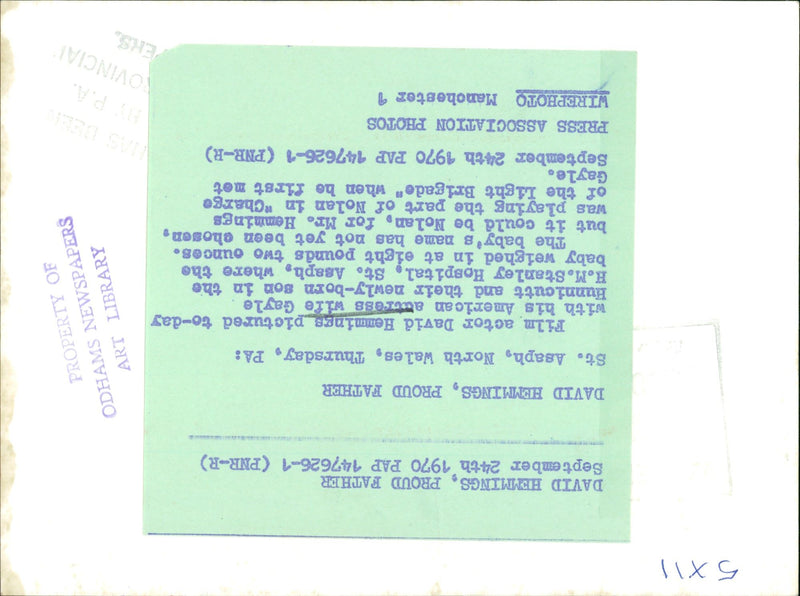 DAVID HEMMINGS, PROUD FATHER
September 24th 1970 PAP 147626-1 (PNR-R)
DAVID HEMMINGS, PROUD FATHER
St. Asaph, North Wales, Thursday, PA:
Film actor David Hemmings pictured to-day
with his American actress wife Gayle
Hunnicutt and their newly-born son in the
H.M.Stanley Hospital, St. Asaph, where the
baby weighed in at eight pounds two ounces.
The baby's name has not yet been chosen,
but it could be Nolan, for Mr. Hemmings
was playing the part of Nolan in "Charge
of the Light Brigade" when he first met
Gayle.
September 24th 1970 PAP 147626-1 (PNR-R)
PRESS ASSOCIATION PHOTOS
WIREPHOTO Manchester 1
PROPERTY OF
ODHAMS NEWSPAPERS
ART LIBRARY
HAS BEEN
BY P.A.
5XII